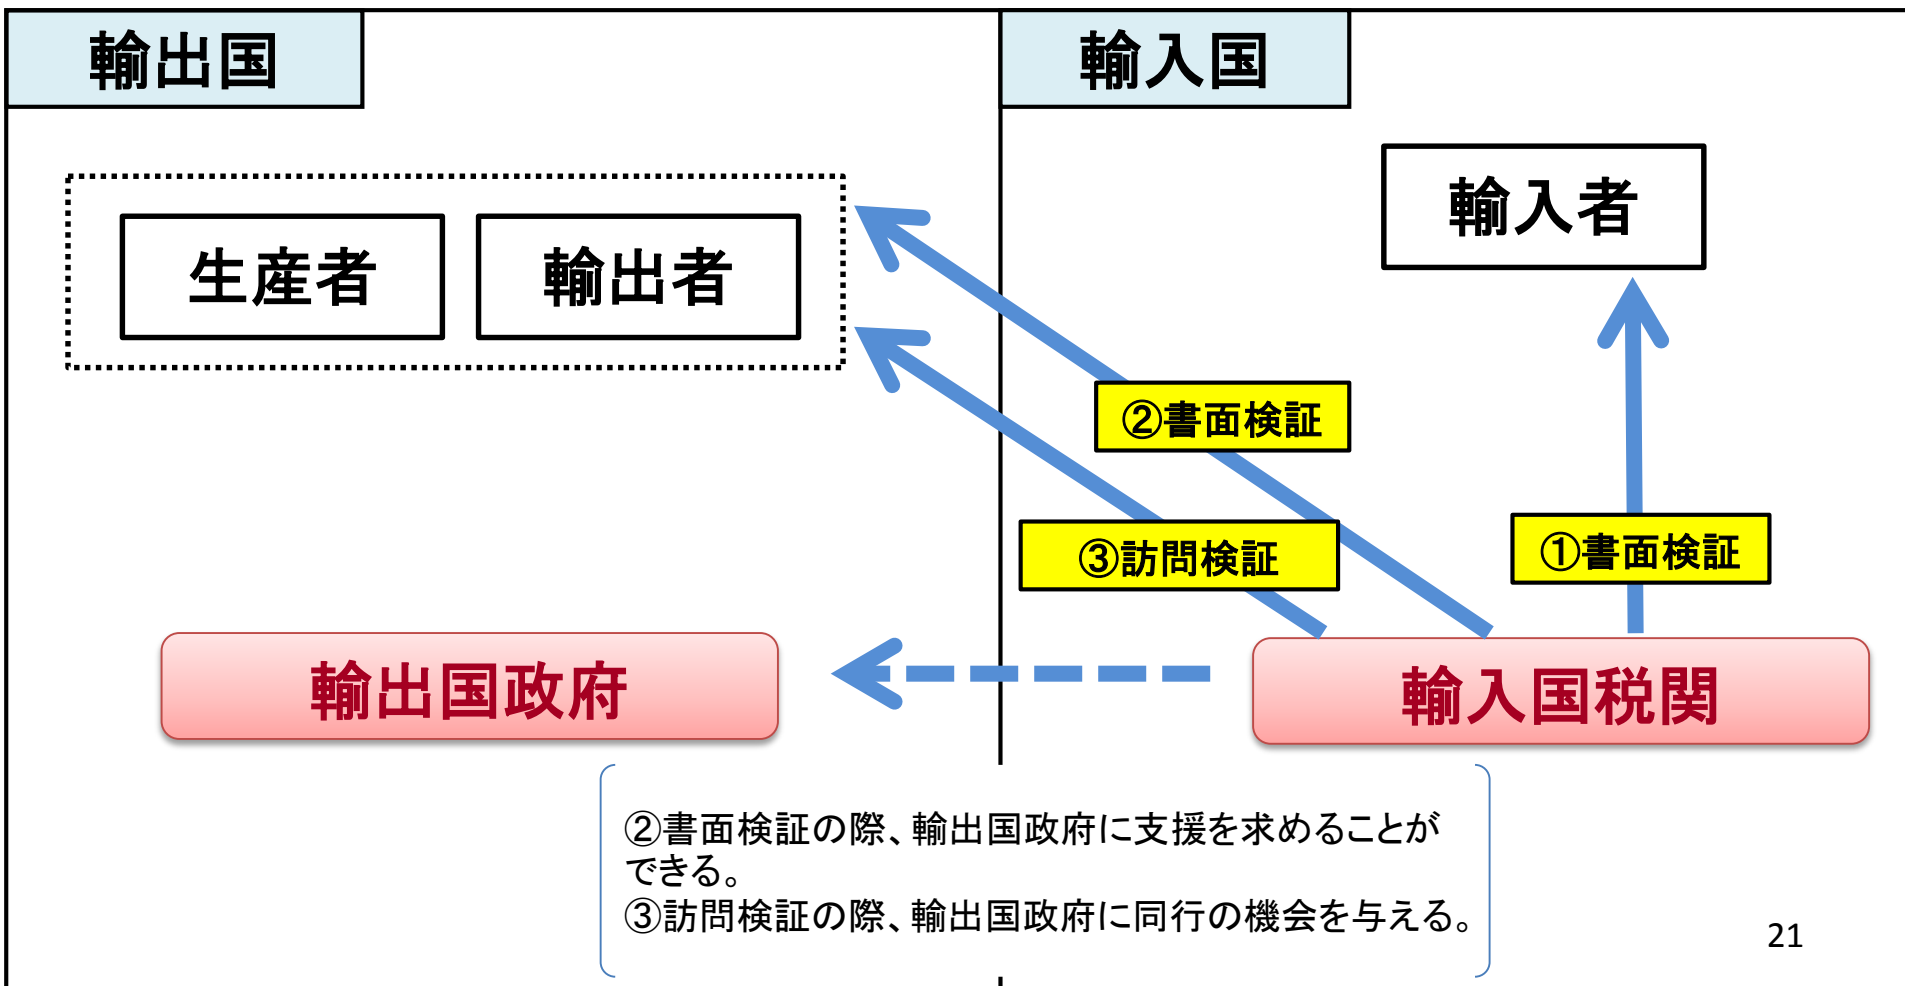 輸出国
輸入国
輸入者
生産者
輸出者
②書面検証
③訪問検証
①書面検証
輸出国政府
輸入国税関
②書面検証の際、輸出国政府に支援を求めることが
できる。
③訪問検証の際、輸出国政府に同行の機会を与える。
21